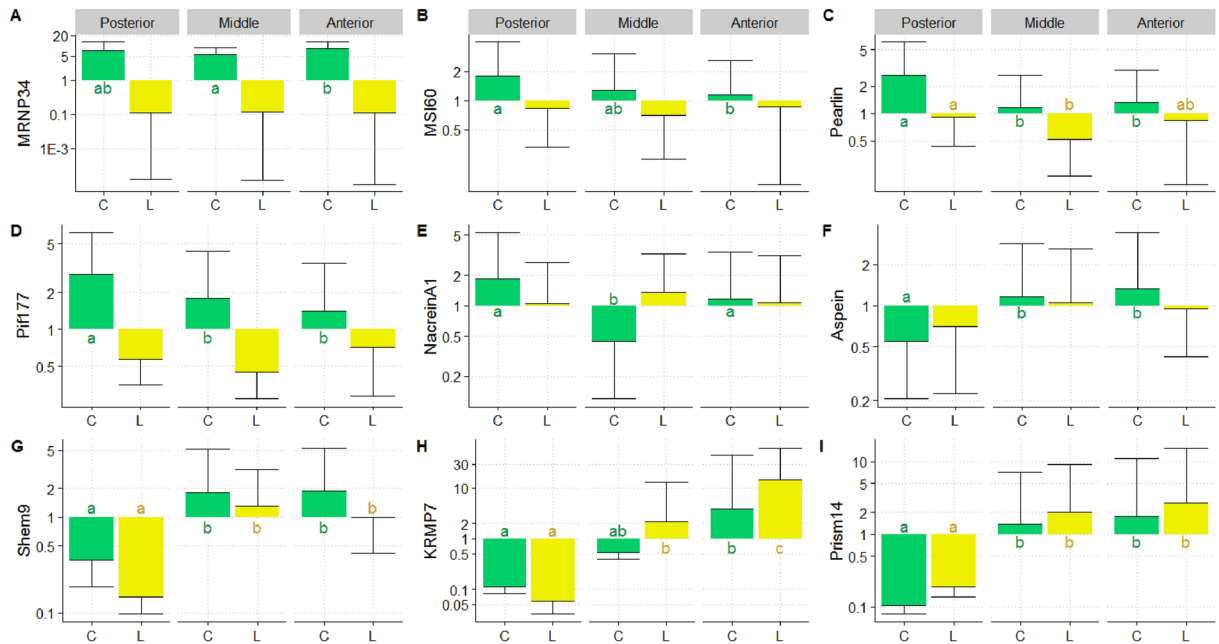 A
Posterior
Middle
Anterior
MRNP34
20
5
1
0.1
1E-3
ab
a
b
C
L
C
L
C
L
B
Posterior
Middle
Anterior
MSI60
2
1
0.5
a
ab
b
C
L
C
L
C
L
C
Posterior
Middle
Anterior
Pearlin
5
2
1
0.5
a
a
b
b
ab
b
C
L
C
L
C
L
D
Pif177
5
2
1
0.5
a
b
b
C
L
C
L
C
L
E
NacreinA1
5
2
1
0.5
0.2
a
b
a
C
L
C
L
C
L
F
Aspein
2
1
0.5
0.2
a
b
b
C
L
C
L
C
L
G
Shem9
5
2
1
0.5
0.1
a
a
b
b
b
b
C
L
C
L
C
L
H
KRMP7
30
10
2
1
0.5
0.1
0.05
a
a
ab
b
b
c
C
L
C
L
C
L
I
Prism14
10
5
2
1
0.5
0.1
a
a
b
b
b
b
C
L
C
L
C
L